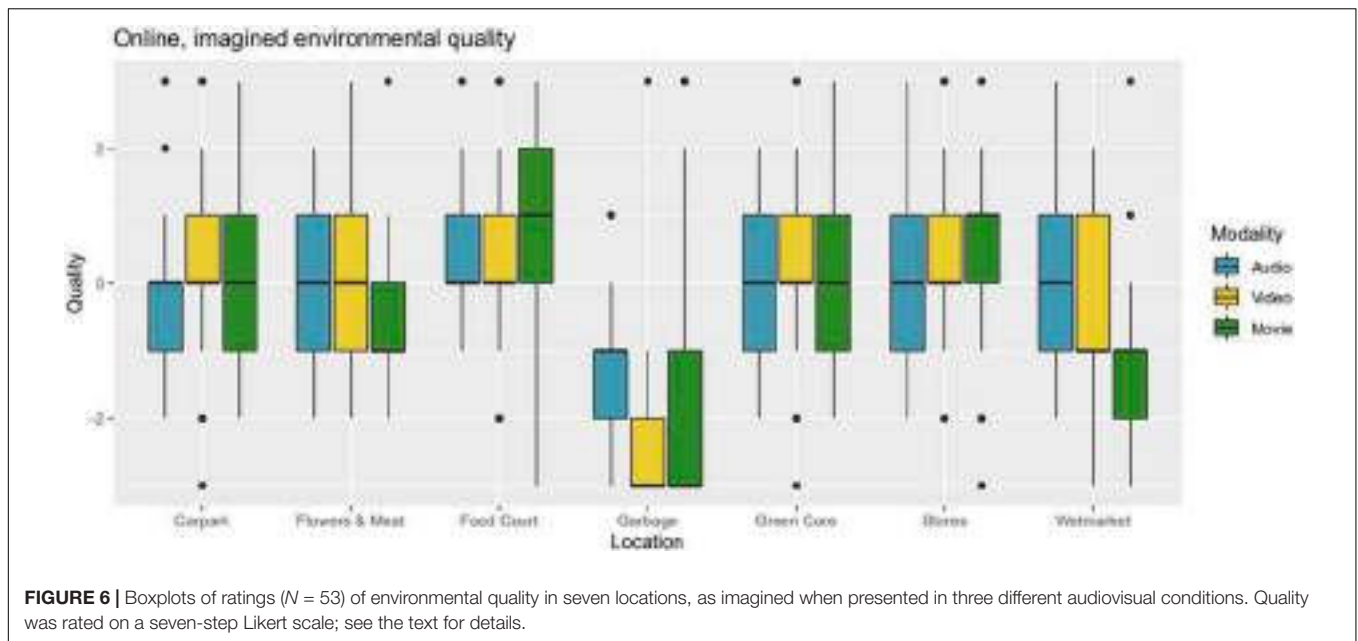 Online, imagined environmental quality
Quality
2
0
-2
Carpark Flowers & Meat Food Court Garbage Green Core Stores Wetmarket
Location
Modality
Audio
Video
Movie
FIGURE 6 | Boxplots of ratings (N = 53) of environmental quality in seven locations, as imagined when presented in three different audiovisual conditions. Quality
was rated on a seven-step Likert scale; see the text for details.